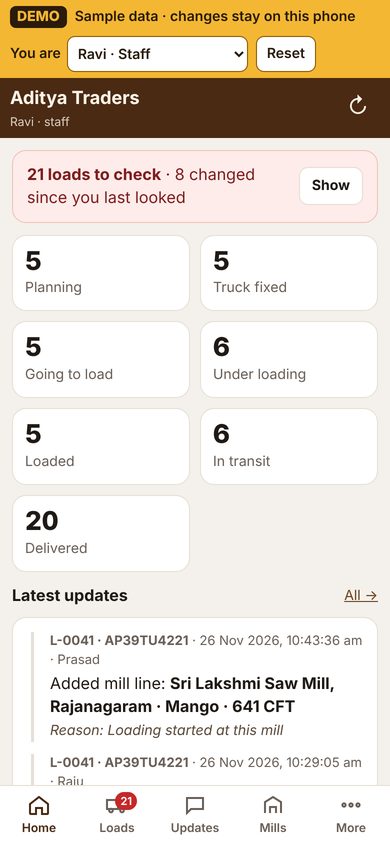 DEMO Sample data · changes stay on this phone
You are Ravi · Staff Reset
Aditya Traders
Ravi · staff
21 loads to check · 8 changed
since you last looked
Show
5
Planning
5
Truck fixed
5
Going to load
6
Under loading
5
Loaded
6
In transit
20
Delivered
Latest updates All →
L-0041 · AP39TU4221 · 26 Nov 2026, 10:43:36 am
· Prasad
Added mill line: Sri Lakshmi Saw Mill,
Rajanagaram · Mango · 641 CFT
Reason: Loading started at this mill
L-0041 · AP39TU4221 · 26 Nov 2026, 10:29:05 am
· Raju
21
Home Loads Updates Mills More